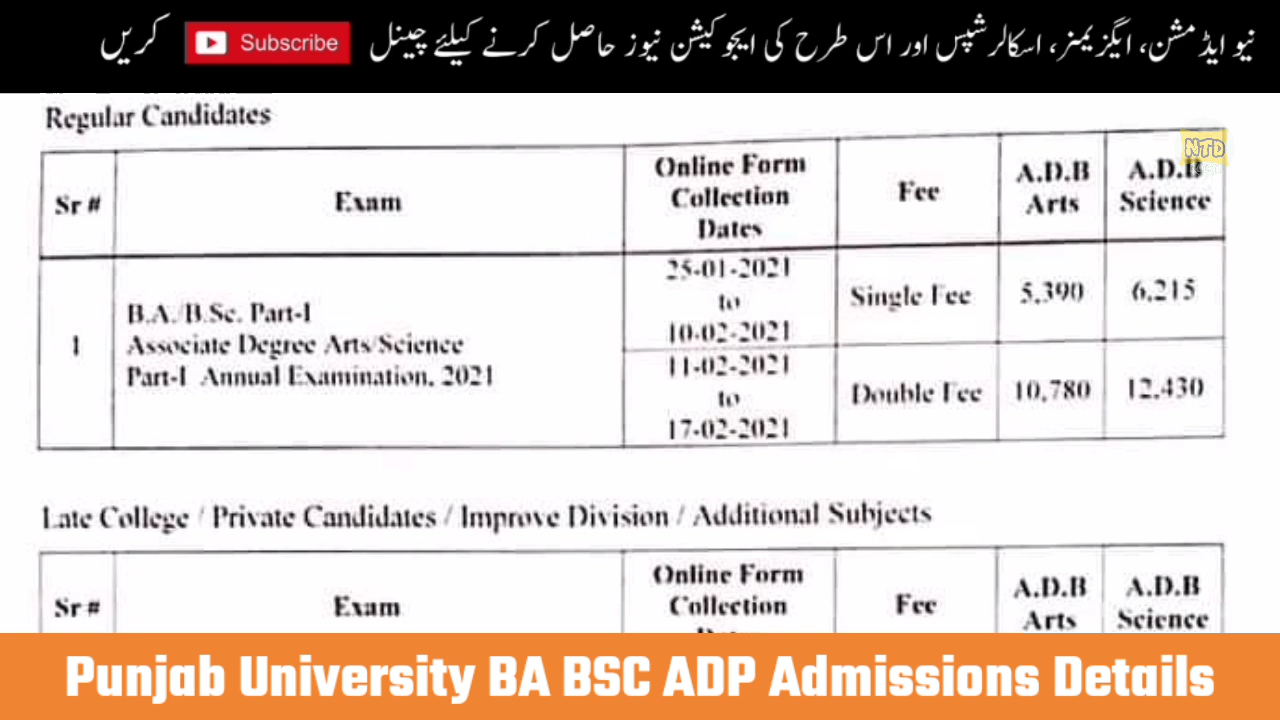 نیو ایڈمشن، ایگزیمنز، اسکالرشپس اور اس طرح کی ایجوکیشن نیوز حاصل کرنے کیلئے چینل Subscribe کریں
Regular Candidates
NTD
Sr # Exam Online Form Collection Dates Fee A.D.B Arts A.D.B Science
1
B.A./B.Sc. Part-I
Associate Degree Arts/Science
Part-I Annual Examination, 2021
25-01-2021
to
10-02-2021
Single Fee 5,390 6,215
11-02-2021
to
17-02-2021
Double Fee 10,780 12,430
Late College / Private Candidates / Improve Division / Additional Subjects
Sr # Exam Online Form Collection Fee A.D.B Arts A.D.B Science
Punjab University BA BSC ADP Admissions Details